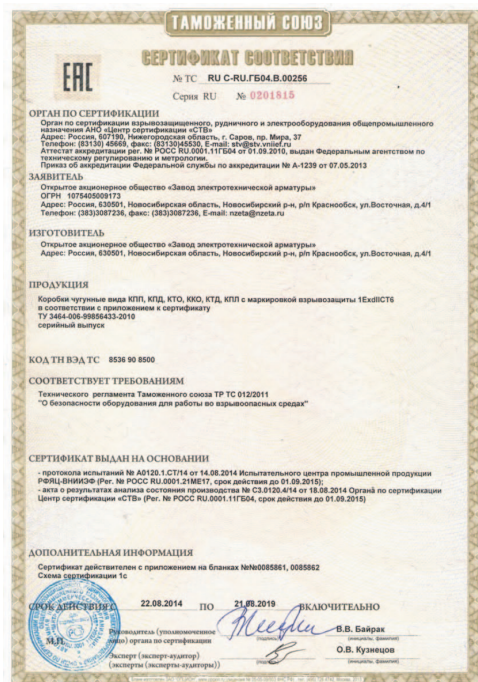 ТАМОЖЕННЫЙ СОЮЗ
СЕРТИФИКАТ СООТВЕТСТВИЯ
ЕАС
№ ТС RU C-RU.ГБ04.В.00256
Серия RU № 0201815
ОРГАН ПО СЕРТИФИКАЦИИ
Орган по сертификации взрывозащищенного, рудничного и электрооборудования общепромышленного
назначения АНО «Центр сертификации «СТВ»
Адрес: Россия, 607190, Нижегородская область, г. Саров, пр. Мира, 37
Телефон: (83130) 45669, факс: (83130)45530, E-mail: stv@stv.vniief.ru
Аттестат аккредитации рег. № РОСС RU.0001.11ГБ04 от 01.09.2010, выдан Федеральным агентством по
техническому регулированию и метрологии.
Приказ об аккредитации Федеральной службы по аккредитации № А-1239 от 07.05.2013
ЗАЯВИТЕЛЬ
Открытое акционерное общество «Завод электротехнической арматуры»
ОГРН 1075405009173
Адрес: Россия, 630501, Новосибирская область, Новосибирский р-н, р/п Краснообск, ул.Восточная, д.4/1
Телефон: (383)3087236, факс: (383)3087236, E-mail: nzeta@nzeta.ru
ИЗГОТОВИТЕЛЬ
Открытое акционерное общество «Завод электротехнической арматуры»
Адрес: Россия, 630501, Новосибирская область, Новосибирский р-н, р/п Краснообск, ул.Восточная, д.4/1
ПРОДУКЦИЯ
Коробки чугунные вида КПП, КПД, КТО, ККО, КТД, КПЛ с маркировкой взрывозащиты 1ExdIICT6
в соответствии с приложением к сертификату
ТУ 3464-006-99856433-2010
серийный выпуск
КОД ТН ВЭД ТС 8536 90 8500
СООТВЕТСТВУЕТ ТРЕБОВАНИЯМ
Технического регламента Таможенного союза ТР ТС 012/2011
"О безопасности оборудования для работы во взрывоопасных средах"
СЕРТИФИКАТ ВЫДАН НА ОСНОВАНИИ
- протокола испытаний № А0120.1.СТ/14 от 14.08.2014 Испытательного центра промышленной продукции
РФЯЦ-ВНИИЭФ (Рег. № РОСС RU.0001.21МЕ17, срок действия до 01.09.2015);
- акта о результатах анализа состояния производства № С3.0120.4/14 от 18.08.2014 Органа по сертификации
Центр сертификации «СТВ» (Рег. № РОСС RU.0001.11ГБ04, срок действия до 01.09.2015)
ДОПОЛНИТЕЛЬНАЯ ИНФОРМАЦИЯ
Сертификат действителен с приложением на бланках №№0085861, 0085862
Схема сертификации 1с
СРОК ДЕЙСТВИЯ С 22.08.2014 ПО 21.08.2019 ВКЛЮЧИТЕЛЬНО
М.П.
Руководитель (уполномоченное
лицо) органа по сертификации
(подпись)
В.В. Байрак
(инициалы, фамилия)
Эксперт (эксперт-аудитор)
(эксперты (эксперты-аудиторы))
(подпись)
О.В. Кузнецов
(инициалы, фамилия)